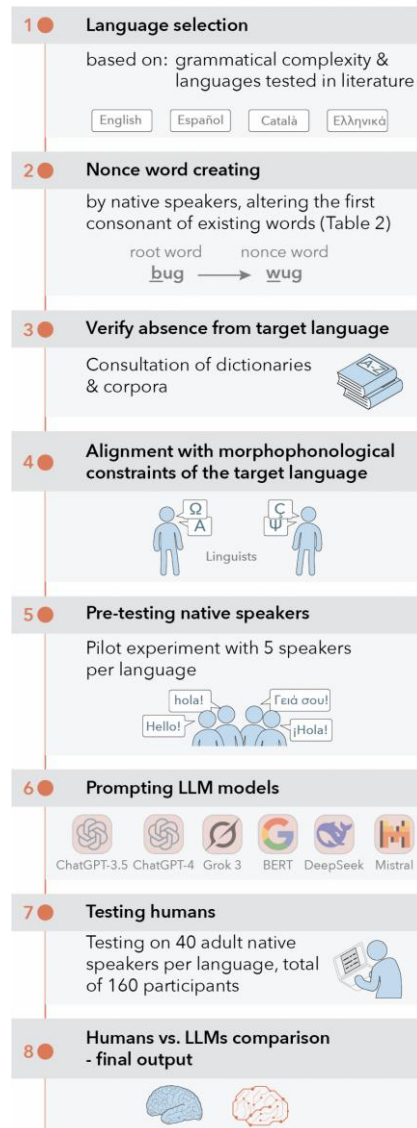 1 Language selection
based on: grammatical complexity &
languages tested in literature
English Español Català Ελληνικά
2 Nonce word creating
by native speakers, altering the first
consonant of existing words (Table 2)
root word nonce word
bug wug
3 Verify absence from target language
Consultation of dictionaries
& corpora
A-Z
4 Alignment with morphophonological
constraints of the target language
Ω Ϛ
A Ψ
Linguists
5 Pre-testing native speakers
Pilot experiment with 5 speakers
per language
hola! Γειά σου!
Hello! ¡Hola!
6 Prompting LLM models
ChatGPT-3.5 ChatGPT-4 Grok 3 BERT DeepSeek Mistral
7 Testing humans
Testing on 40 adult native
speakers per language, total
of 160 participants
8 Humans vs. LLMs comparison
- final output